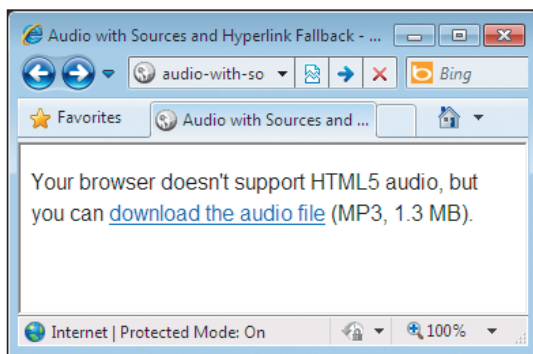 Audio with Sources and Hyperlink Fallback - ...
audio-with-so
Bing
Favorites
Audio with Sources and ...
Your browser doesn't support HTML5 audio, but
you can download the audio file (MP3, 1.3 MB).
Internet | Protected Mode: On
100%